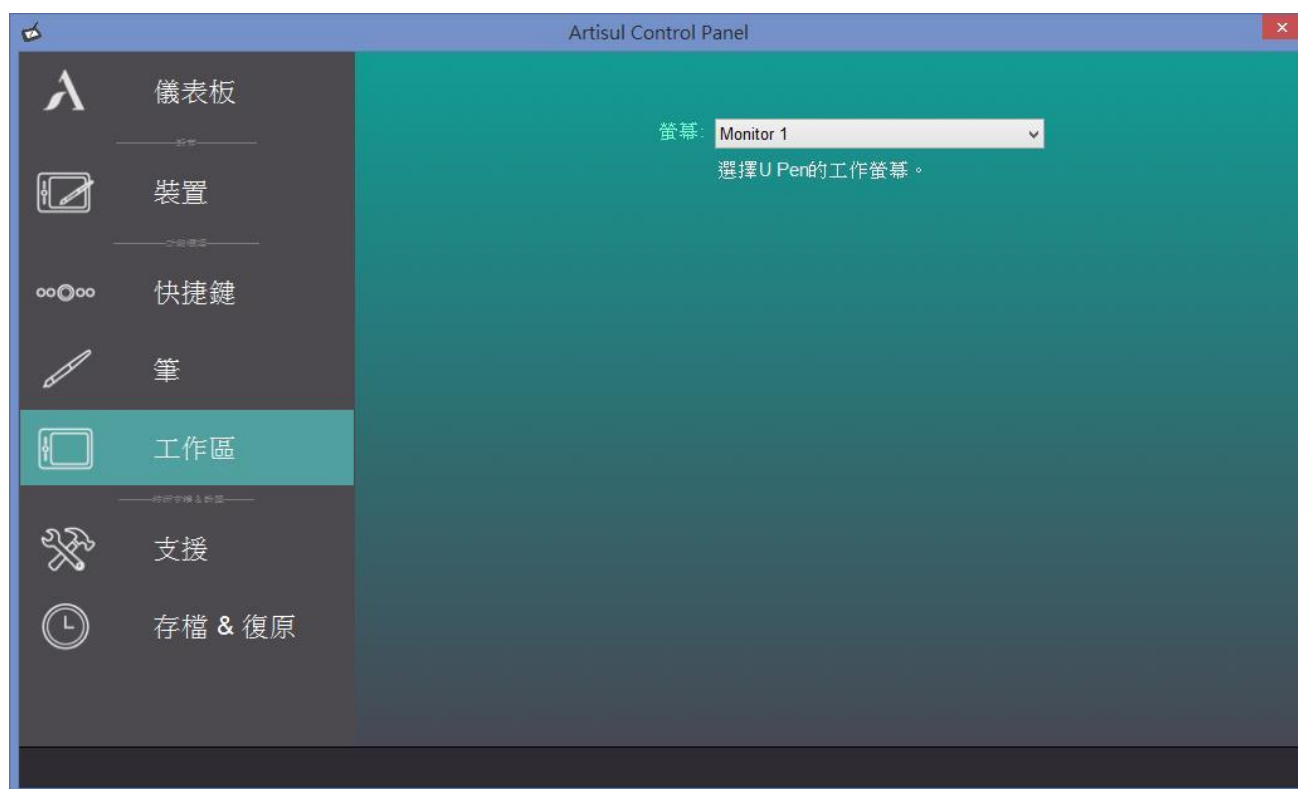 Artisul Control Panel
儀表板
裝置
快捷鍵
筆
工作區
支援
存檔 & 復原
螢幕: Monitor 1
選擇U Pen的工作螢幕。